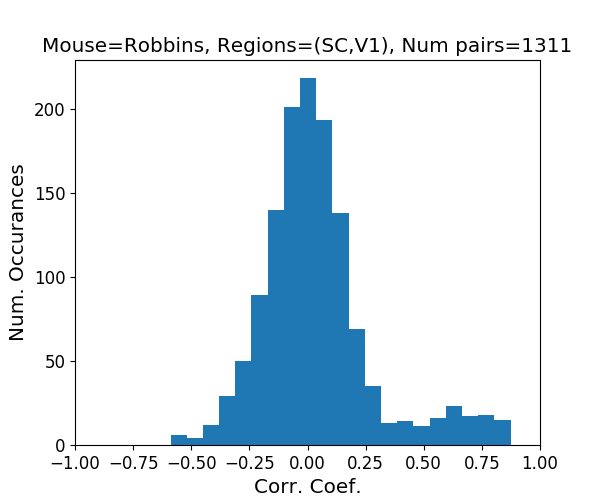 Mouse=Robbins, Regions=(SC,V1), Num pairs=1311
Num. Occurances
200
150
100
50
0
−1.00 −0.75 −0.50 −0.25 0.00 0.25 0.50 0.75 1.00
Corr. Coef.